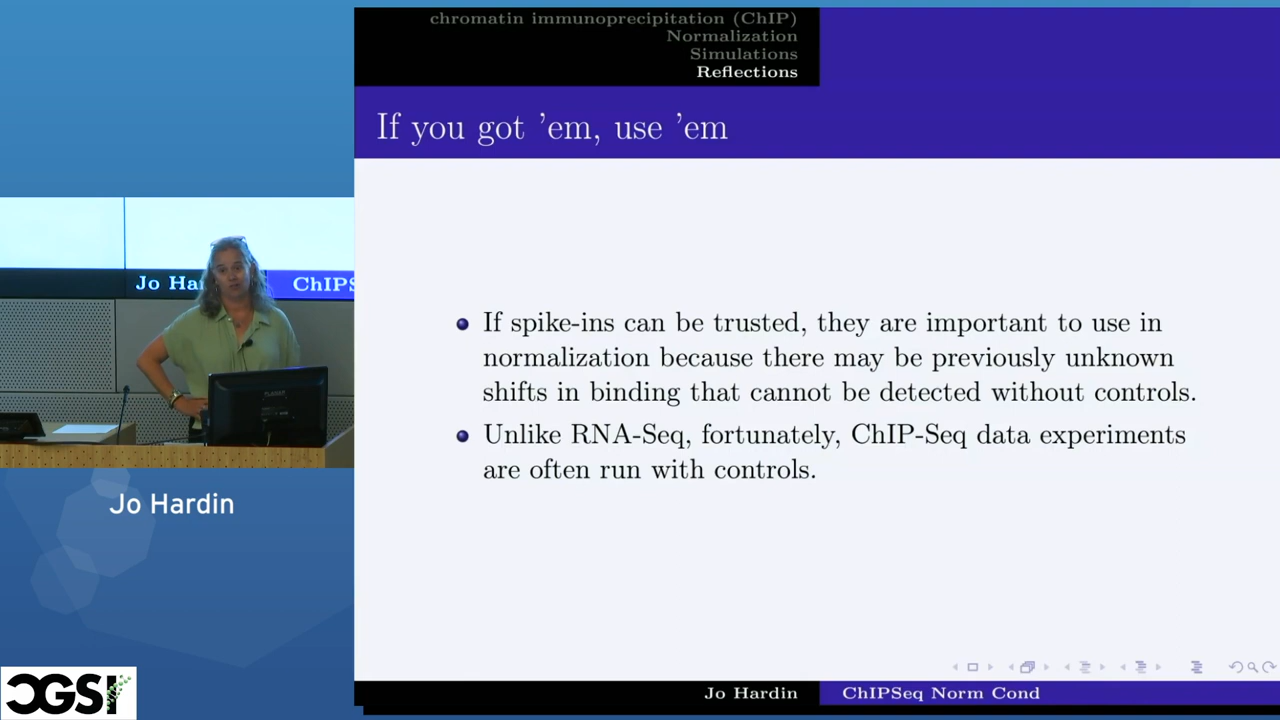 chromatin immunoprecipitation (ChIP)
Normalization
Simulations
Reflections
If you got 'em, use 'em
If spike-ins can be trusted, they are important to use in
normalization because there may be previously unknown
shifts in binding that cannot be detected without controls.
Unlike RNA-Seq, fortunately, ChIP-Seq data experiments
are often run with controls.
Jo Hardin
ChIPSeq Norm Cond
Jo Ha
ChIPS
Jo Hardin
CGSI